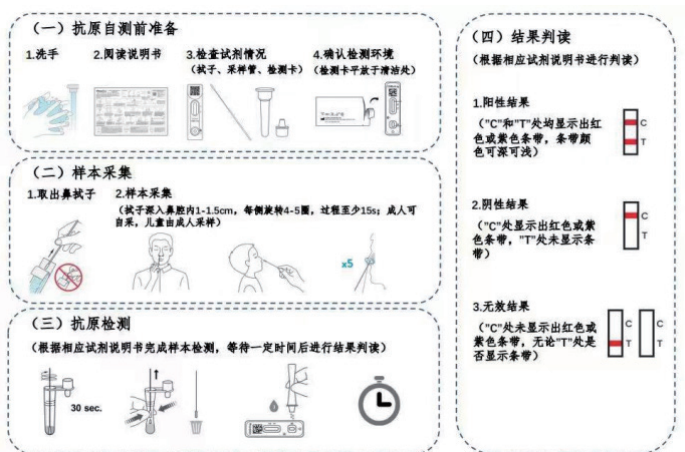 （一）抗原自测前准备
1.洗手
2.阅读说明书
3.检查试剂情况
（拭子、采样管、检测卡）
4.确认检测环境
（检测卡平放于清洁处）
（二）样本采集
1.取出鼻拭子
2.样本采集
（拭子深入鼻腔内1-1.5cm，每侧旋转4-5圈，过程至少15s；成人可
自采，儿童由成人采样）
x5
（三）抗原检测
（根据相应试剂说明书完成样本检测，等待一定时间后进行结果判读）
30 sec.
（四）结果判读
（根据相应试剂说明书进行判读）
1.阳性结果
（"C"和"T"处均显示出红
色或紫色条带，条带颜
色可深可浅）
C
T
2.阴性结果
（"C"处显示出红色或紫
色条带，"T"处未显示条
带）
C
T
3.无效结果
（"C"处未显示出红色或
紫色条带，无论"T"处是
否显示条带）
C
T
C
T